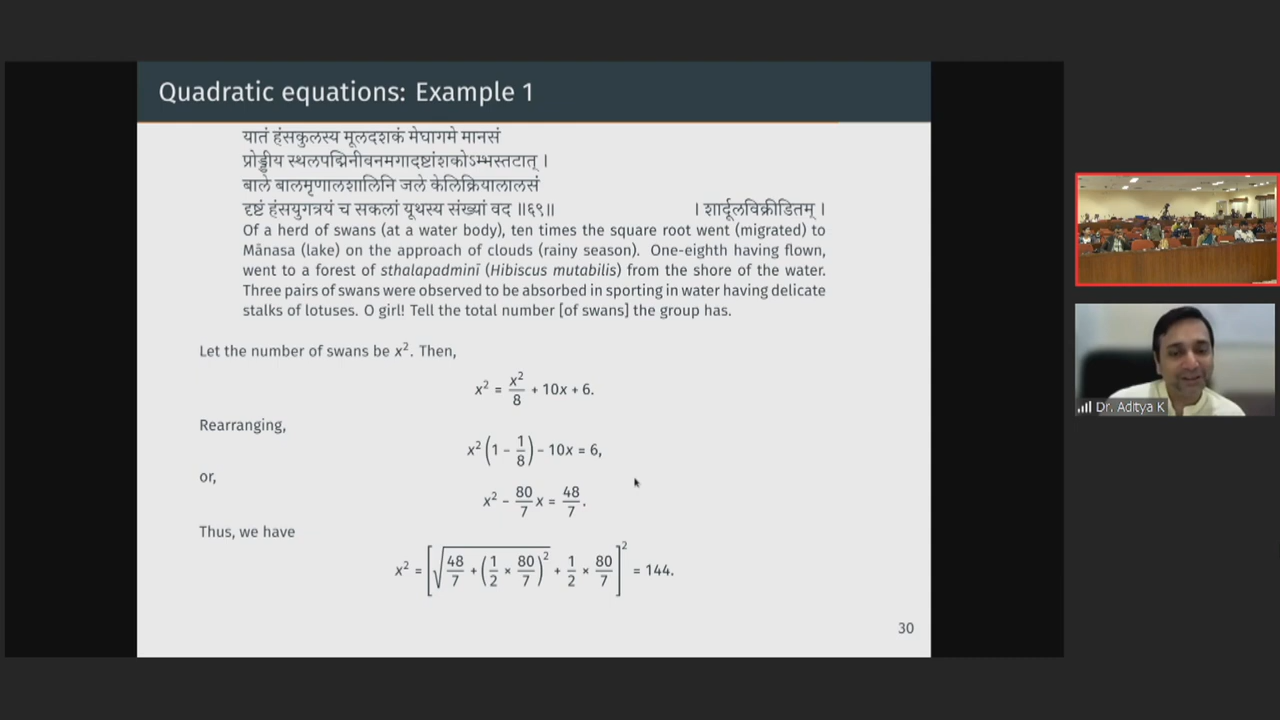 Quadratic equations: Example 1
यातं हंसकुलस्य मूलदशकं मेघागमे मानसं
प्रोड्डीय स्थलपद्मिनीवनमगादष्टांशकोऽम्भस्तटात् ।
बाले बालमृणालशालिनि जले केलिक्रियालालसं
दृष्टं हंसयुगत्रयं च सकलां यूथस्य संख्यां वद ॥६९॥ । शार्दूलविक्रीडितम् ।
Of a herd of swans (at a water body), ten times the square root went (migrated) to
Mānasa (lake) on the approach of clouds (rainy season). One-eighth having flown,
went to a forest of sthalapadminī (Hibiscus mutabilis) from the shore of the water.
Three pairs of swans were observed to be absorbed in sporting in water having delicate
stalks of lotuses. O girl! Tell the total number [of swans] the group has.
Let the number of swans be x². Then,
x² = x²/8 + 10x + 6.
Rearranging,
x² (1 − 1/8) − 10x = 6,
or,
x² − 80/7 x = 48/7.
Thus, we have
x² = [√(48/7 + (1/2 × 80/7)²) + 1/2 × 80/7]² = 144.
30
Dr. Aditya K